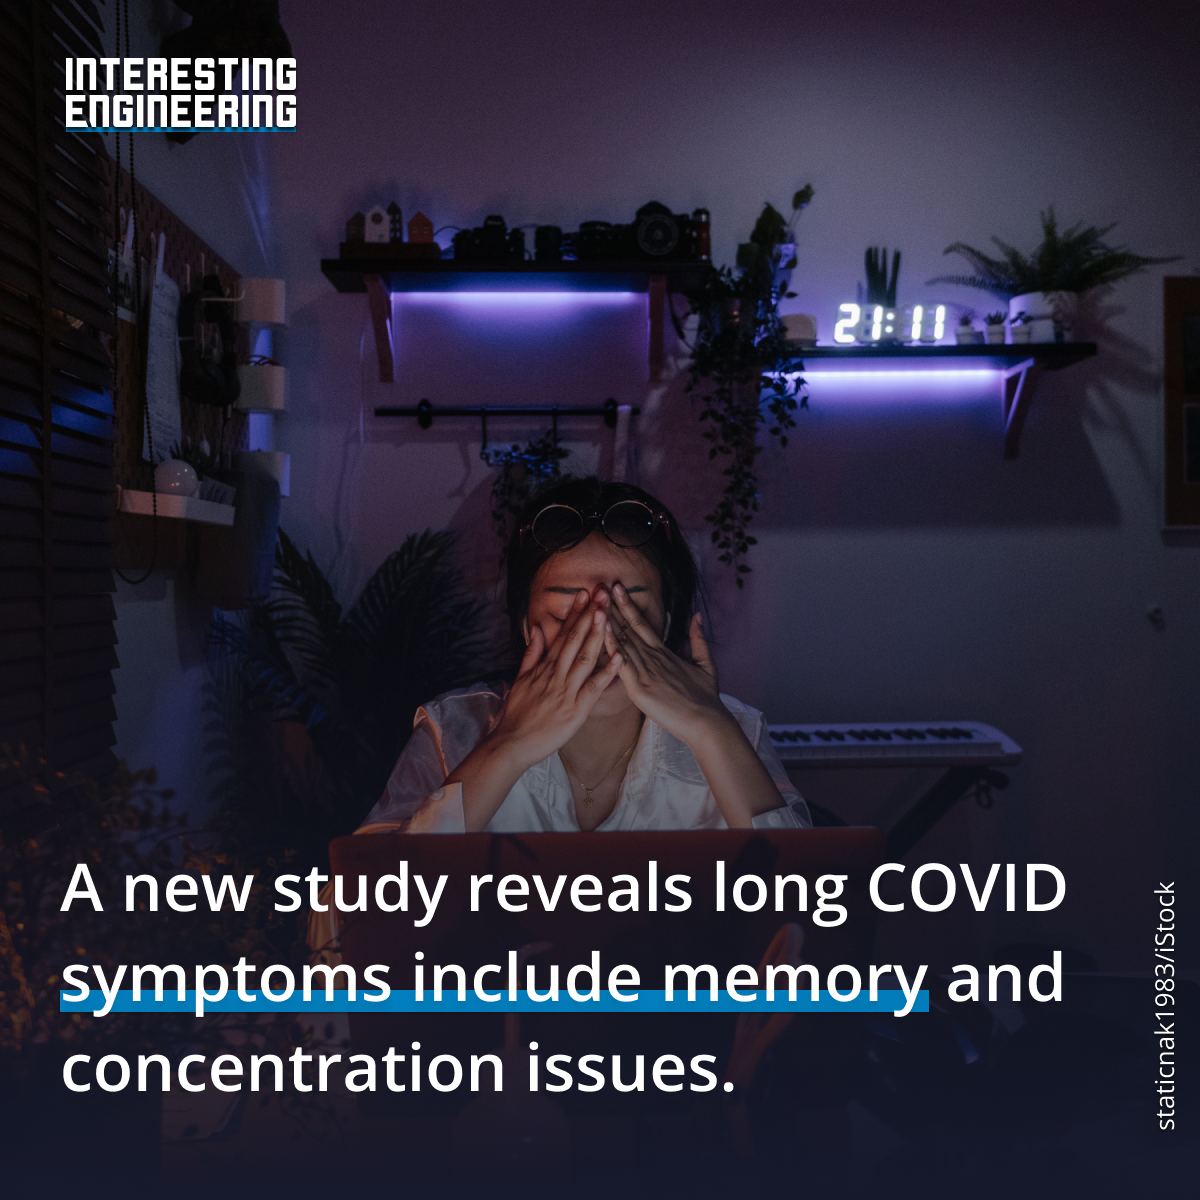 INTERESTING
ENGINEERING
21:11
A new study reveals long COVID
symptoms include memory and
concentration issues.
staticnak1983/iStock